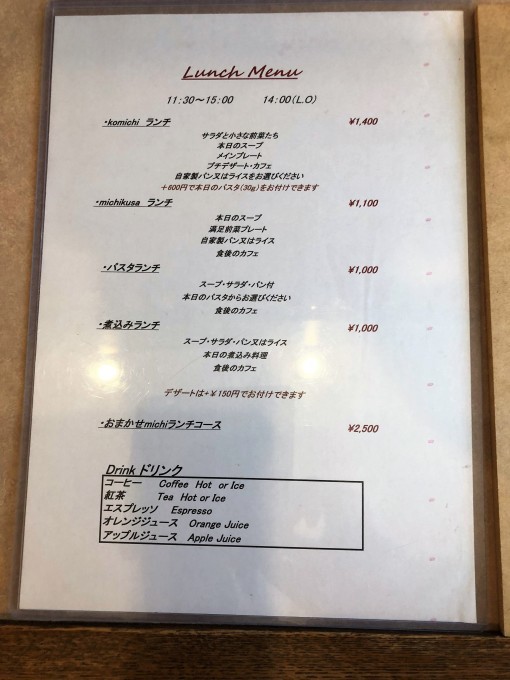 Lunch Menu
11:30～15:00 14:00(L.O)
・komichi ランチ ¥1,400
サラダと小さな前菜たち
本日のスープ
メインプレート
プチデザート・カフェ
自家製パン又はライスをお選びください
＋600円で本日のパスタ(30g)をお付けできます
・michikusa ランチ ¥1,100
本日のスープ
満足前菜プレート
自家製パン又はライス
食後のカフェ
・パスタランチ ¥1,000
スープ・サラダ・パン付
本日のパスタからお選びください
食後のカフェ
・煮込みランチ ¥1,000
スープ・サラダ・パン又はライス
本日の煮込み料理
食後のカフェ
デザートは+￥150円でお付けできます
・おまかせmichiランチコース ¥2,500
Drink ドリンク
コーヒー Coffee Hot or Ice
紅茶 Tea Hot or Ice
エスプレッソ Espresso
オレンジジュース Orange Juice
アップルジュース Apple Juice